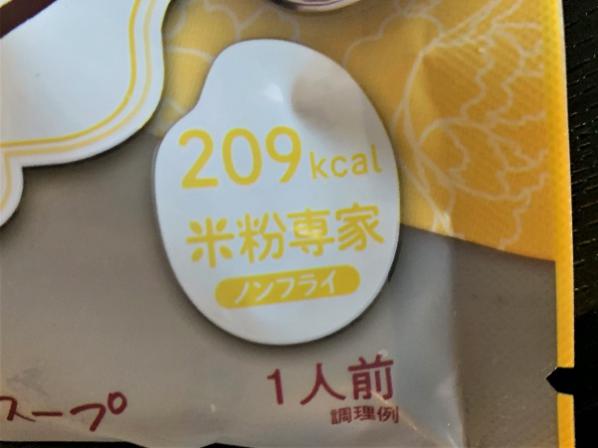 209kcal
米粉専家
ノンフライ
1人前
調理例
スープ